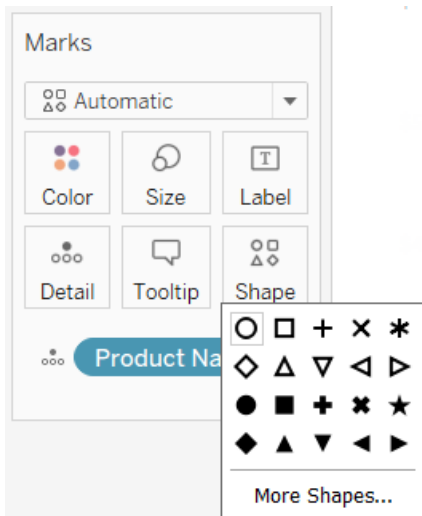 Marks
Automatic
Color Size Label
T
Detail Tooltip Shape
Product Na
More Shapes...